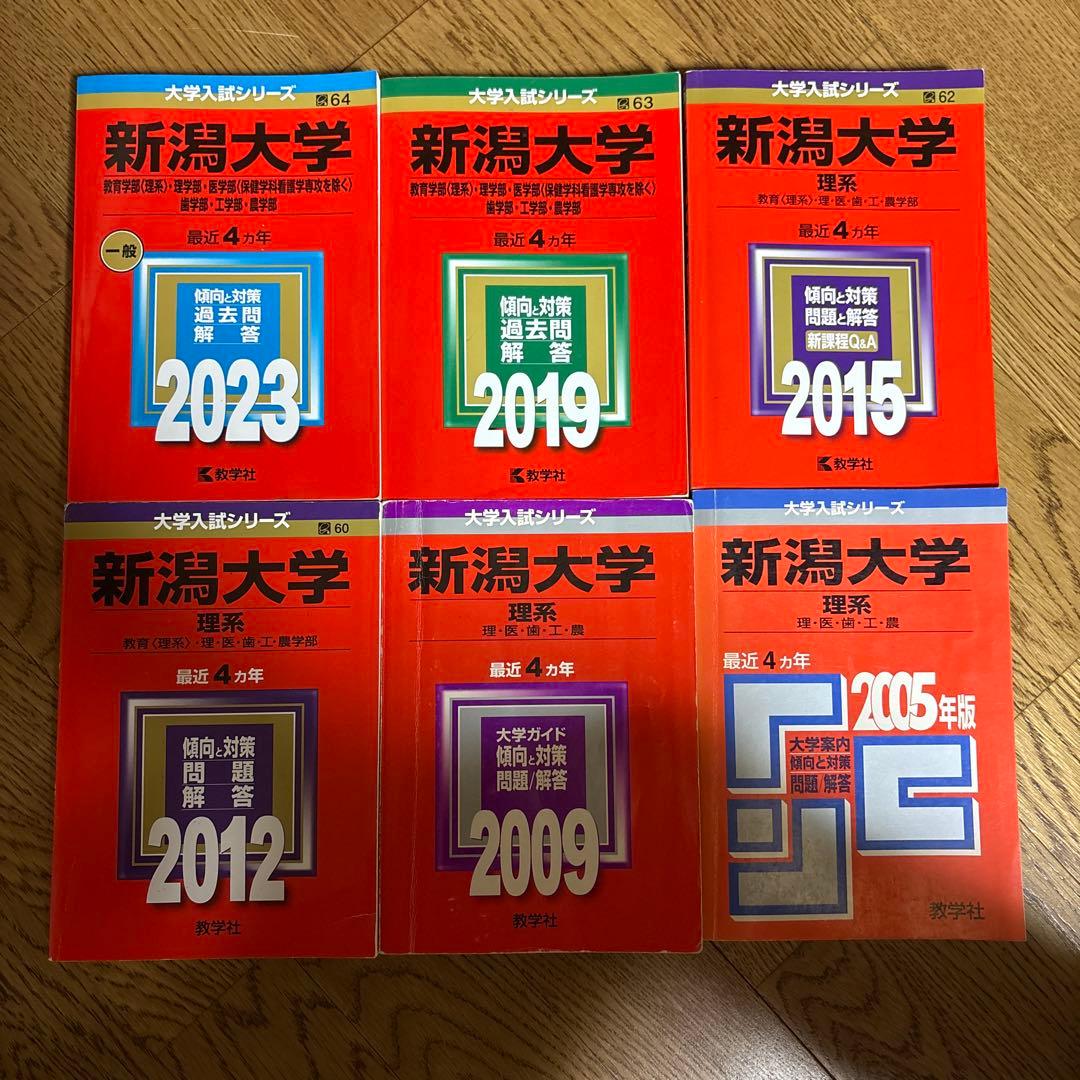 大学入試シリーズ
64
新潟大学
教育学部〈理系〉・理学部・医学部〈保健学科看護学専攻を除く〉
歯学部・工学部・農学部
最近4カ年
一般
傾向と対策
過去問
解答
2023
教学社
大学入試シリーズ
63
新潟大学
教育学部〈理系〉・理学部・医学部〈保健学科看護学専攻を除く〉
歯学部・工学部・農学部
最近4カ年
傾向と対策
過去問
解答
2019
教学社
大学入試シリーズ
62
新潟大学
理系
教育〈理系〉・理・医・歯・工・農学部
最近4カ年
傾向と対策
問題と解答
新課程Q&A
2015
教学社
大学入試シリーズ
60
新潟大学
理系
教育〈理系〉・理・医・歯・工・農学部
最近4カ年
傾向と対策
問題
解答
2012
教学社
大学入試シリーズ
新潟大学
理系
理・医・歯・工・農
最近4カ年
大学ガイド
傾向と対策
問題/解答
2009
教学社
大学入試シリーズ
新潟大学
理系
理・医・歯・工・農
最近4カ年
2005年版
大学案内
傾向と対策
問題/解答
教学社